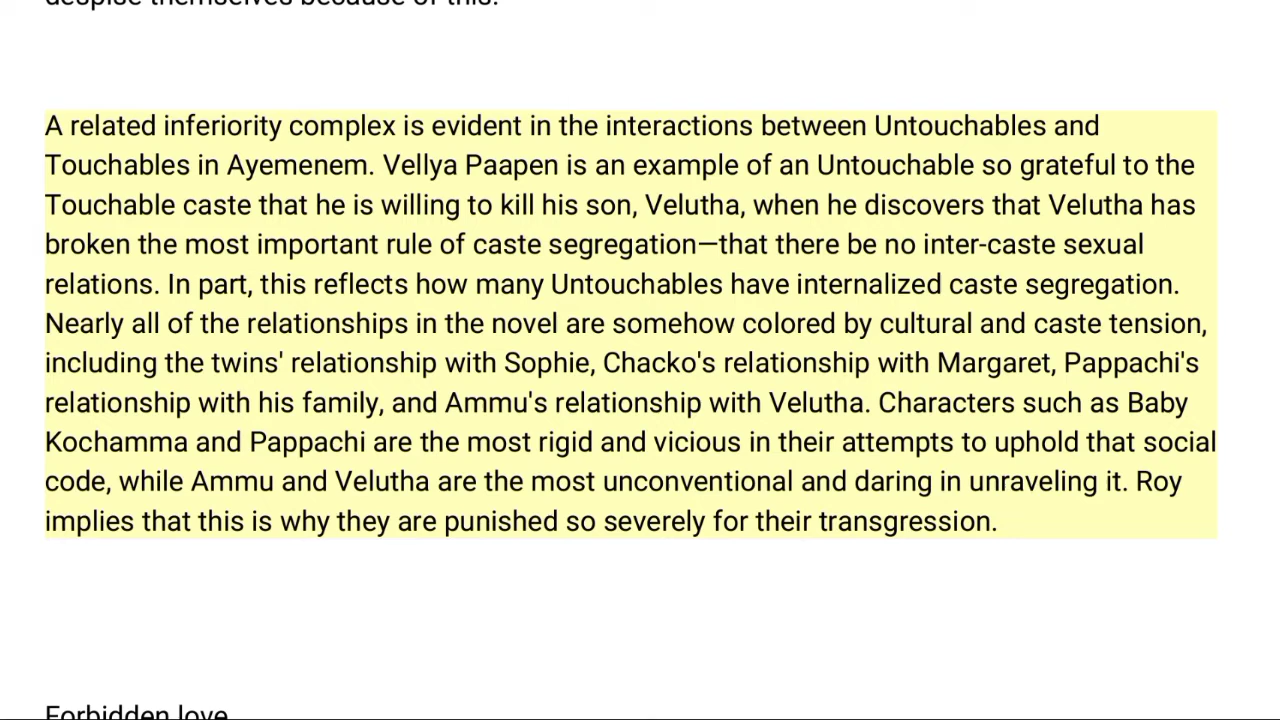 despise themselves because of this.
A related inferiority complex is evident in the interactions between Untouchables and
Touchables in Ayemenem. Vellya Paapen is an example of an Untouchable so grateful to the
Touchable caste that he is willing to kill his son, Velutha, when he discovers that Velutha has
broken the most important rule of caste segregation—that there be no inter-caste sexual
relations. In part, this reflects how many Untouchables have internalized caste segregation.
Nearly all of the relationships in the novel are somehow colored by cultural and caste tension,
including the twins' relationship with Sophie, Chacko's relationship with Margaret, Pappachi's
relationship with his family, and Ammu's relationship with Velutha. Characters such as Baby
Kochamma and Pappachi are the most rigid and vicious in their attempts to uphold that social
code, while Ammu and Velutha are the most unconventional and daring in unraveling it. Roy
implies that this is why they are punished so severely for their transgression.
Forbidden love